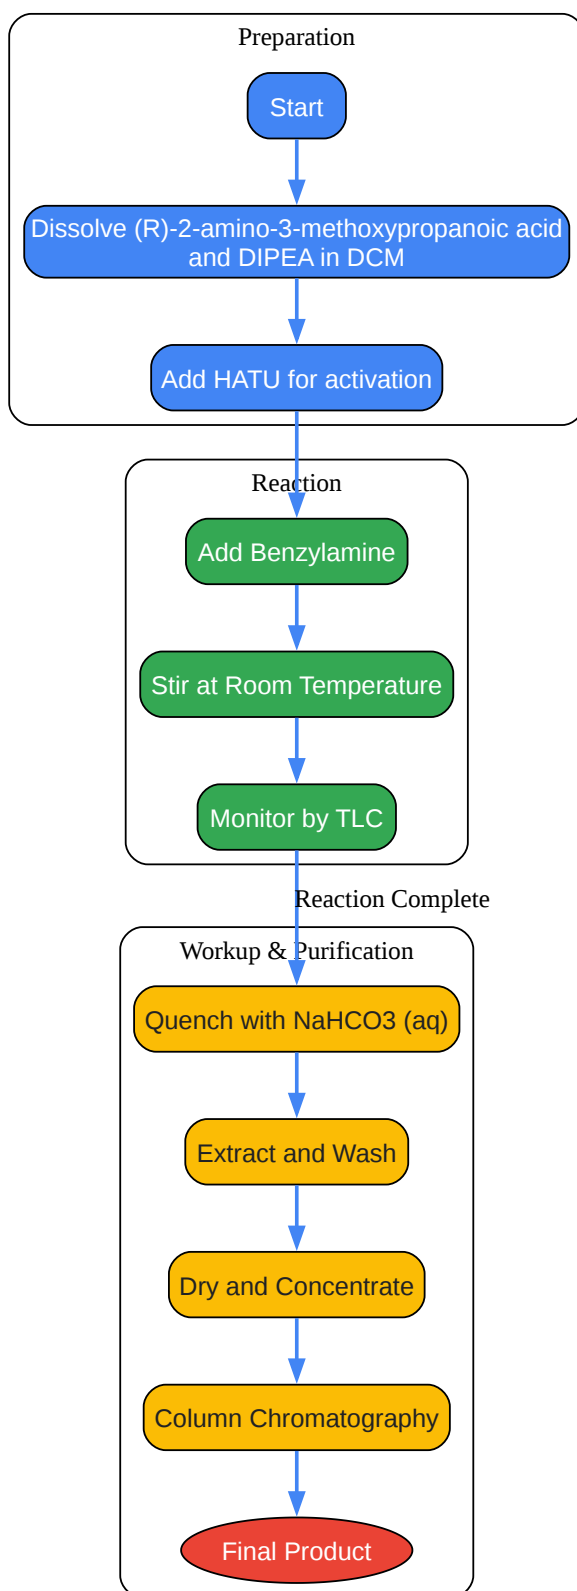 Preparation
Start
Dissolve (R)-2-amino-3-methoxypropanoic acid
and DIPEA in DCM
Add HATU for activation
Reaction
Add Benzylamine
Stir at Room Temperature
Monitor by TLC
Reaction Complete
Workup & Purification
Quench with NaHCO3 (aq)
Extract and Wash
Dry and Concentrate
Column Chromatography
Final Product